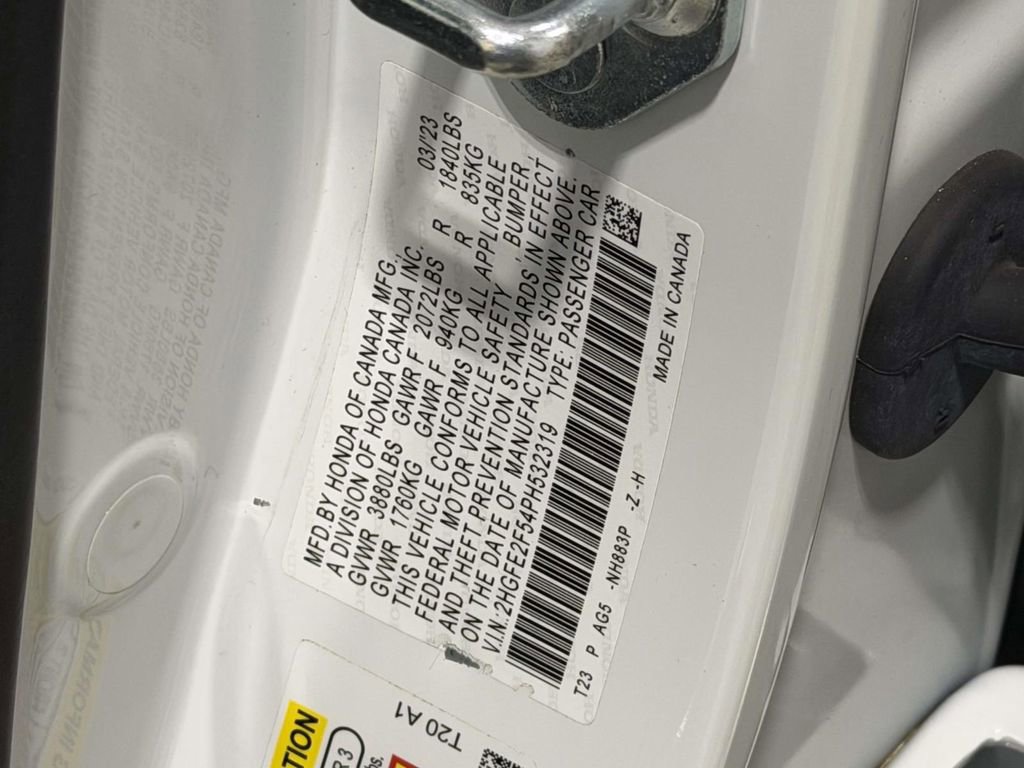 MFD.BY HONDA OF CANADA MFG. 03/23
A DIVISION OF HONDA CANADA INC.
GVWR 3880LBS GAWR F 2072LBS R 1840LBS
GVWR 1760KG GAWR F 940KG R 835KG
THIS VEHICLE CONFORMS TO ALL APPLICABLE
FEDERAL MOTOR VEHICLE SAFETY , BUMPER ,
AND THEFT PREVENTION STANDARDS IN EFFECT
ON THE DATE OF MANUFACTURE SHOWN ABOVE.
V.I.N.:2HGFE2F54PH532319 TYPE: PASSENGER CAR
T23 P AG5 -NH883P -Z -H MADE IN CANADA
T20 A1
TION
R3